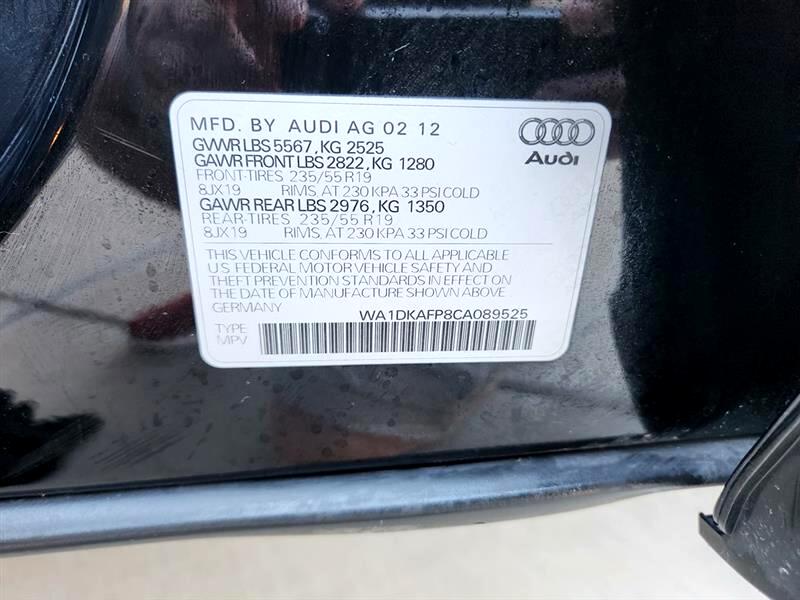 MFD. BY AUDI AG 02 12
GVWR LBS 5567, KG 2525
GAWR FRONT LBS 2822, KG 1280
FRONT-TIRES 235/55 R19
8JX19 RIMS, AT 230 KPA 33 PSI COLD
GAWR REAR LBS 2976, KG 1350
REAR-TIRES 235/55 R19
8JX19 RIMS, AT 230 KPA 33 PSI COLD
Audi
THIS VEHICLE CONFORMS TO ALL APPLICABLE
U.S. FEDERAL MOTOR VEHICLE SAFETY AND
THEFT PREVENTION STANDARDS IN EFFECT ON
THE DATE OF MANUFACTURE SHOWN ABOVE
GERMANY WA1DKAFP8CA089525
TYPE
MPV